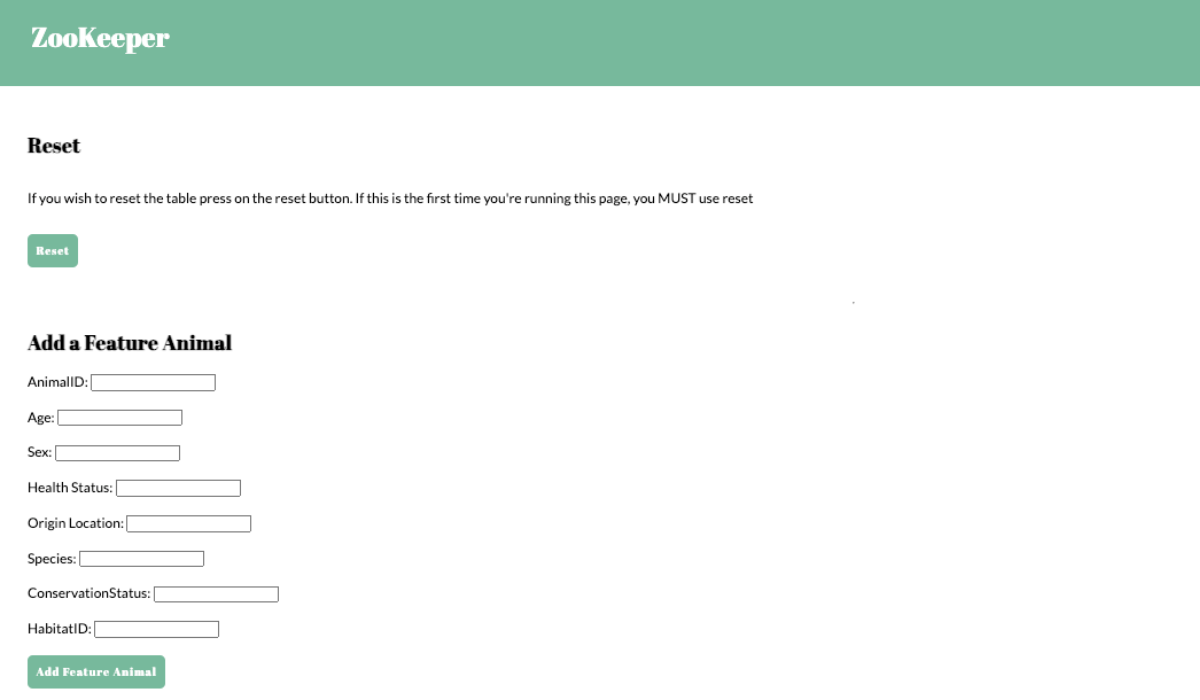 ZooKeeper
Reset
If you wish to reset the table press on the reset button. If this is the first time you're running this page, you MUST use reset
Reset
Add a Feature Animal
AnimalID:
Age:
Sex:
Health Status:
Origin Location:
Species:
ConservationStatus:
HabitatID:
Add Feature Animal